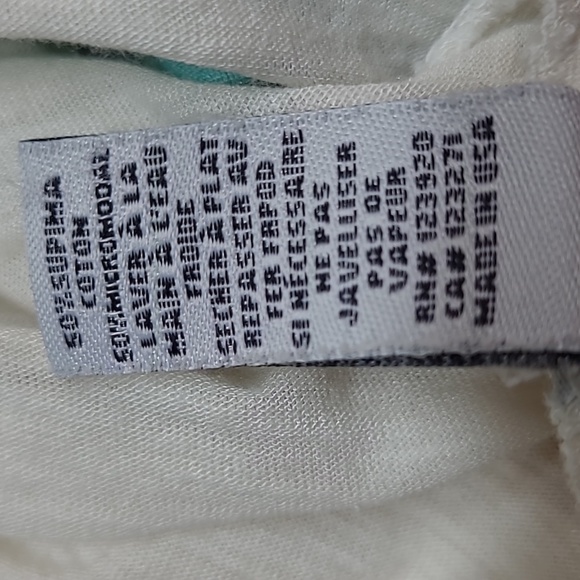 50% SUPIMA
COTON
50% MICROMODAL
LAVER À LA
MAIN À L'EAU
FROIDE
SECHER À PLAT
REPASSER AU
FER FROID
SI NÉCESSAIRE
NE PAS
JAVELLISER
PAS DE
VAPEUR
RN# 123920
CA# 123271
MADE IN USA